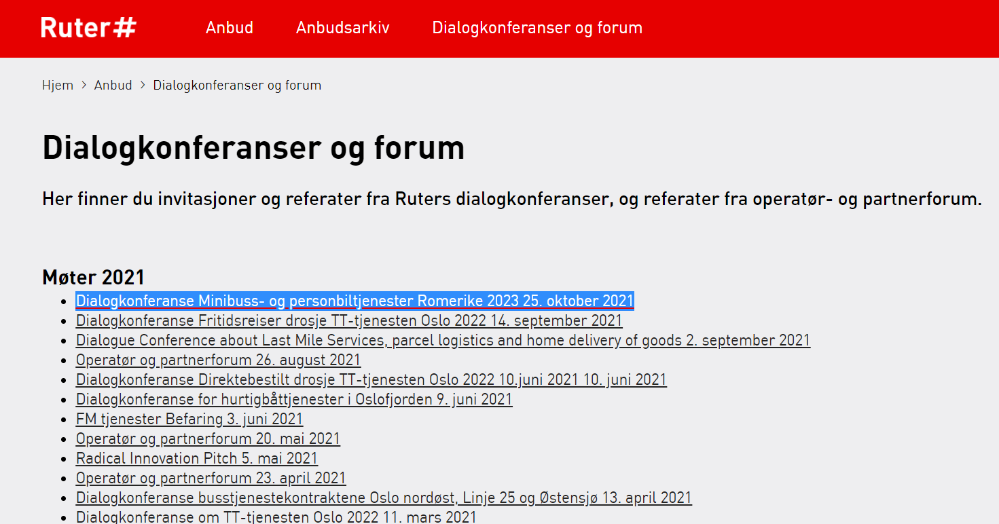 Ruter# Anbud Anbudsarkiv Dialogkonferanser og forum
Hjem > Anbud > Dialogkonferanser og forum
Dialogkonferanser og forum
Her finner du invitasjoner og referater fra Ruters dialogkonferanser, og referater fra operatør- og partnerforum.
Møter 2021
• Dialogkonferanse Minibuss- og personbiltjenester Romerike 2023 25. oktober 2021
• Dialogkonferanse Fritidsreiser drosje TT-tjenesten Oslo 2022 14. september 2021
• Dialogue Conference about Last Mile Services, parcel logistics and home delivery of goods 2. september 2021
• Operatør og partnerforum 26. august 2021
• Dialogkonferanse Direktebestilt drosje TT-tjenesten Oslo 2022 10.juni 2021 10. juni 2021
• Dialogkonferanse for hurtigbåttjenester i Oslofjorden 9. juni 2021
• FM tjenester Befaring 3. juni 2021
• Operatør og partnerforum 20. mai 2021
• Radical Innovation Pitch 5. mai 2021
• Operatør og partnerforum 23. april 2021
• Dialogkonferanse busstjenestekontraktene Oslo nordøst, Linje 25 og Østensjø 13. april 2021
• Dialogkonferanse om TT-tjenesten Oslo 2022 11. mars 2021